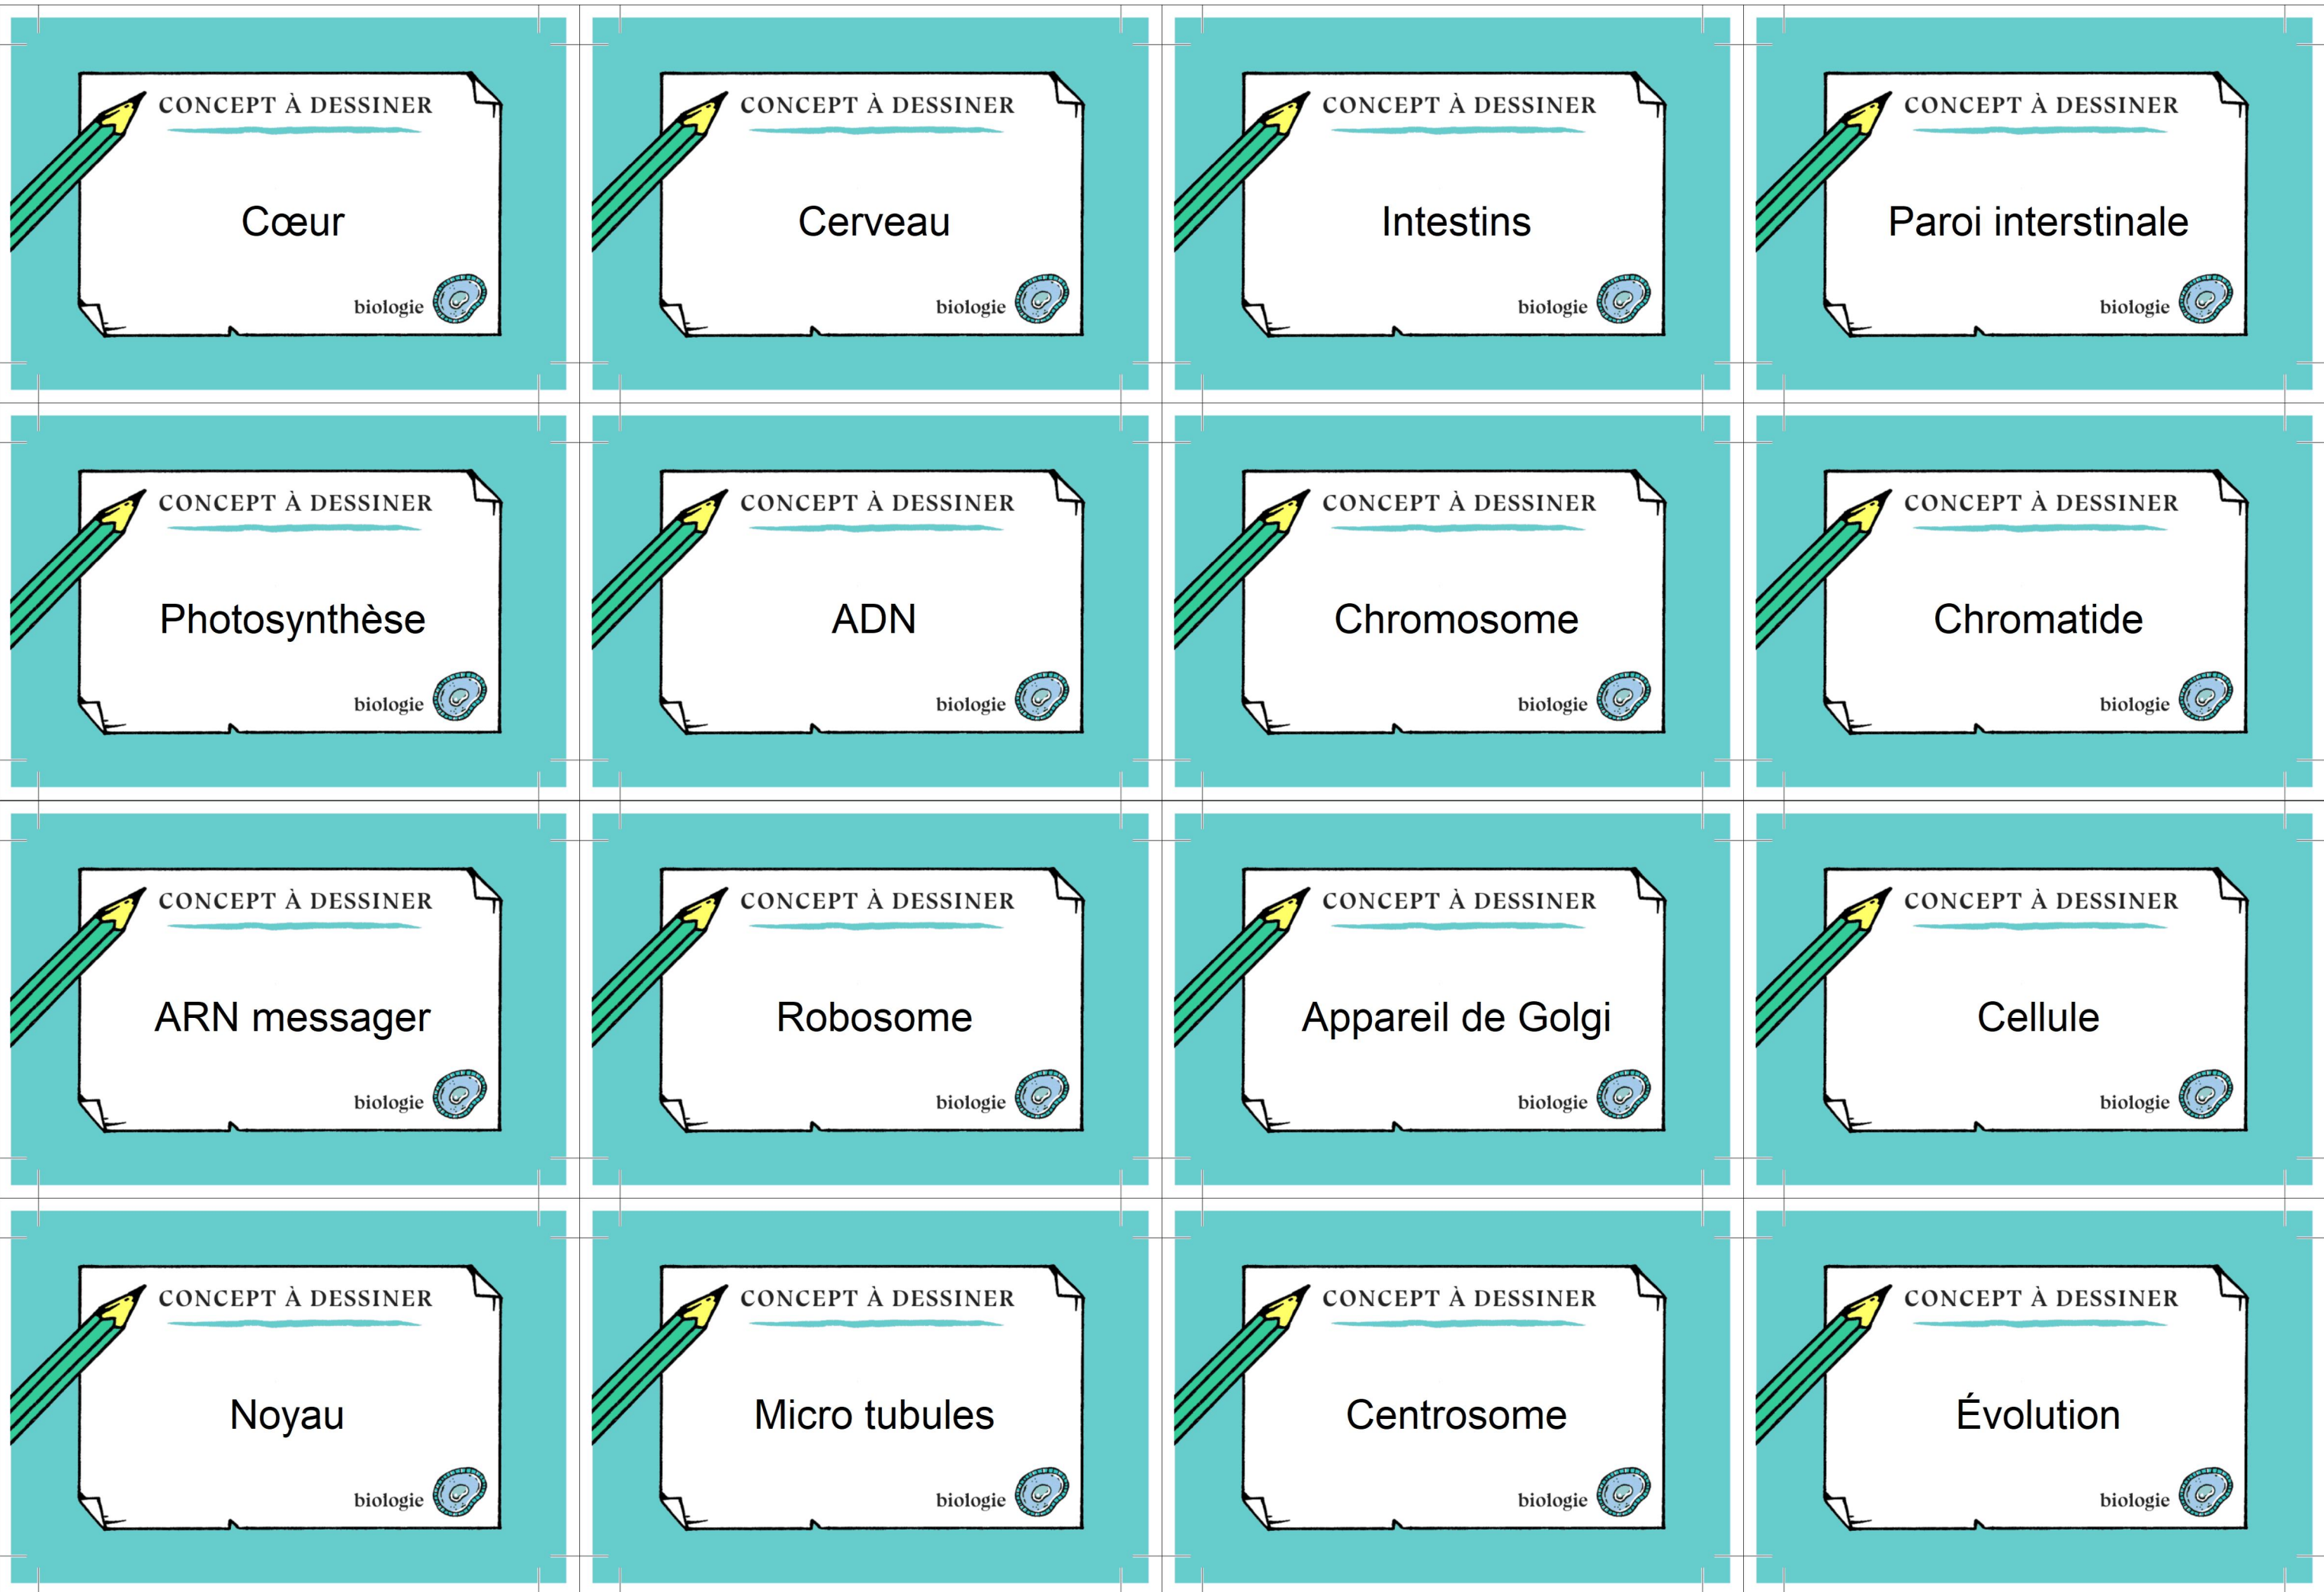 CONCEPT À DESSINER
Cœur
biologie
CONCEPT À DESSINER
Cerveau
biologie
CONCEPT À DESSINER
Intestins
biologie
CONCEPT À DESSINER
Paroi interstinale
biologie
CONCEPT À DESSINER
Photosynthèse
biologie
CONCEPT À DESSINER
ADN
biologie
CONCEPT À DESSINER
Chromosome
biologie
CONCEPT À DESSINER
Chromatide
biologie
CONCEPT À DESSINER
ARN messager
biologie
CONCEPT À DESSINER
Robosome
biologie
CONCEPT À DESSINER
Appareil de Golgi
biologie
CONCEPT À DESSINER
Cellule
biologie
CONCEPT À DESSINER
Noyau
biologie
CONCEPT À DESSINER
Micro tubules
biologie
CONCEPT À DESSINER
Centrosome
biologie
CONCEPT À DESSINER
Évolution
biologie